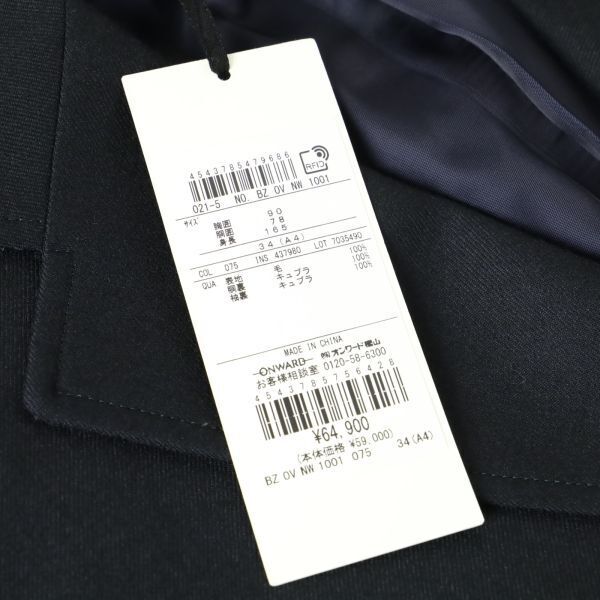 RFID
4543785479686
021-5 NO. BZ OV NW 1001
サイズ 胸囲 90
胴囲 78
身長 165
34(A4)
COL 075 INS 437980 LOT 7035490
QUA 表地 毛 100%
胴裏 キュプラ 100%
袖裏 キュプラ 100%
MADE IN CHINA
ONWARD ㈱オンワード樫山
お客様相談室 0120-58-6300
4543785756428
¥64,900
(本体価格 ¥59,000)
BZ OV NW 1001 075 34(A4)